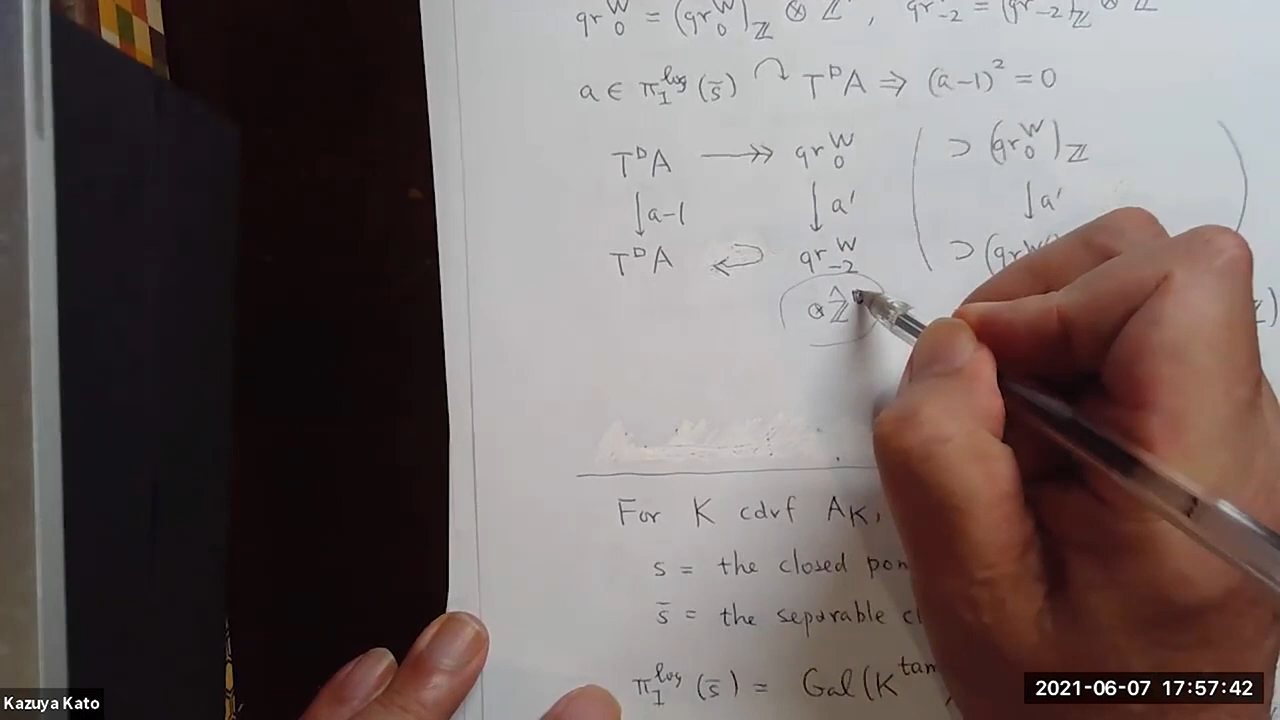 gr^W_0 = (gr^W_0)_ℤ ⊗ ℤ̂, gr^W_-2 = (gr^W_-2)_ℤ ⊗ ℤ̂
a ∈ π_1^log (s̄) ↷ T^D A ⇒ (a-1)^2 = 0
T^D A ↠ gr^W_0 ( ⊃ (gr^W_0)_ℤ
↓ a-1 ↓ a' ↓ a' )
T^D A ↩ gr^W_-2 ⊃ (gr^W
⊗ ℤ̂
ℤ)
For K cdvf A_K,
s = the closed poin
s̄ = the separable cl
π_1^log (s̄) = Gal(K^tam
Kazuya Kato
2021-06-07 17:57:42